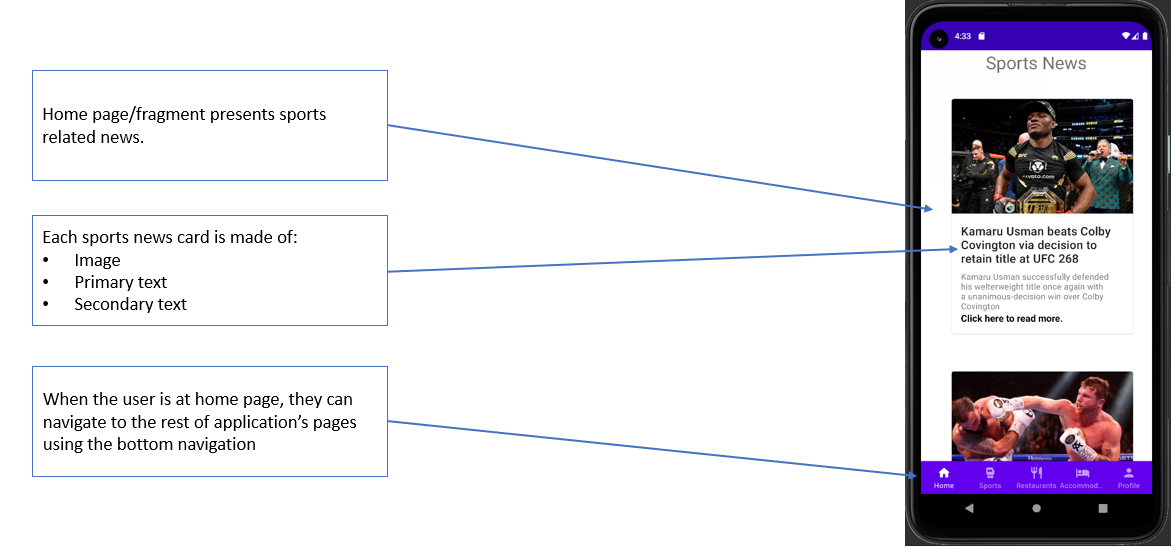 Home page/fragment presents sports
related news.
Each sports news card is made of:
• Image
• Primary text
• Secondary text
When the user is at home page, they can
navigate to the rest of application’s pages
using the bottom navigation
4:33
Sports News
Kamaru Usman beats Colby
Covington via decision to
retain title at UFC 268
Kamaru Usman successfully defended
his welterweight title once again with
a unanimous-decision win over Colby
Covington
Click here to read more.
Home Sports Restaurants Accommod... Profile